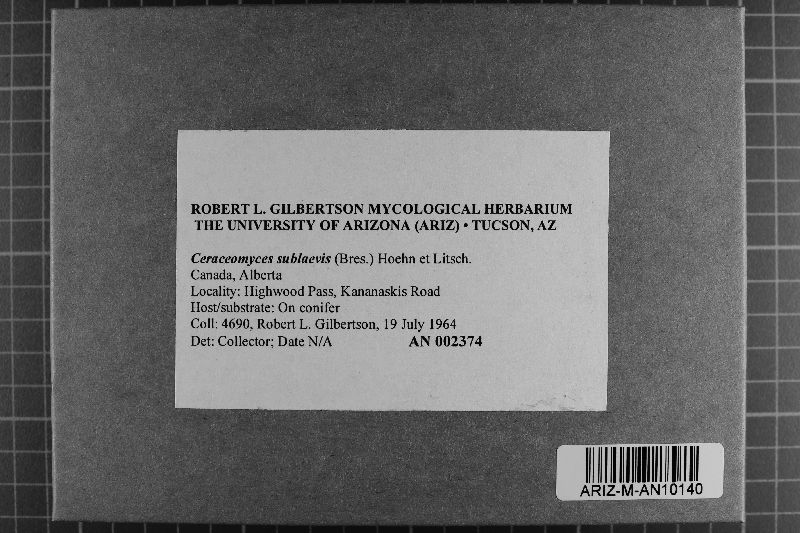 ROBERT L. GILBERTSON MYCOLOGICAL HERBARIUM
THE UNIVERSITY OF ARIZONA (ARIZ) • TUCSON, AZ
Ceraceomyces sublaevis (Bres.) Hoehn et Litsch.
Canada, Alberta
Locality: Highwood Pass, Kananaskis Road
Host/substrate: On conifer
Coll: 4690, Robert L. Gilbertson, 19 July 1964
Det: Collector; Date N/A AN 002374
ARIZ-M-AN10140